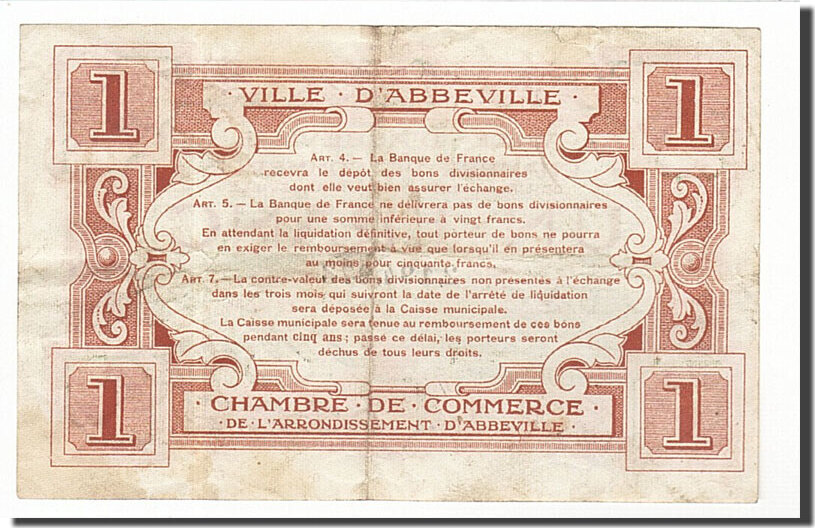 1 1
· VILLE · D'ABBEVILLE ·
ART. 4. — La Banque de France
recevra le dépôt des bons divisionnaires
dont elle veut bien assurer l'échange.
ART. 5. — La Banque de France ne délivrera pas de bons divisionnaires
pour une somme inférieure à vingt francs.
En attendant la liquidation définitive, tout porteur de bons ne pourra
en exiger le remboursement à vue que lorsqu'il en présentera
au moins pour cinquante francs.
ART. 7. — La contre-valeur des bons divisionnaires non présentés à l'échange
dans les trois mois qui suivront la date de l'arrêté de liquidation
sera déposée à la Caisse municipale.
La Caisse municipale sera tenue au remboursement de ces bons
pendant cinq ans ; passé ce délai, les porteurs seront
déchus de tous leurs droits.
1 1
· CHAMBRE · DE · COMMERCE ·
· DE · L'ARRONDISSEMENT · D'ABBEVILLE ·